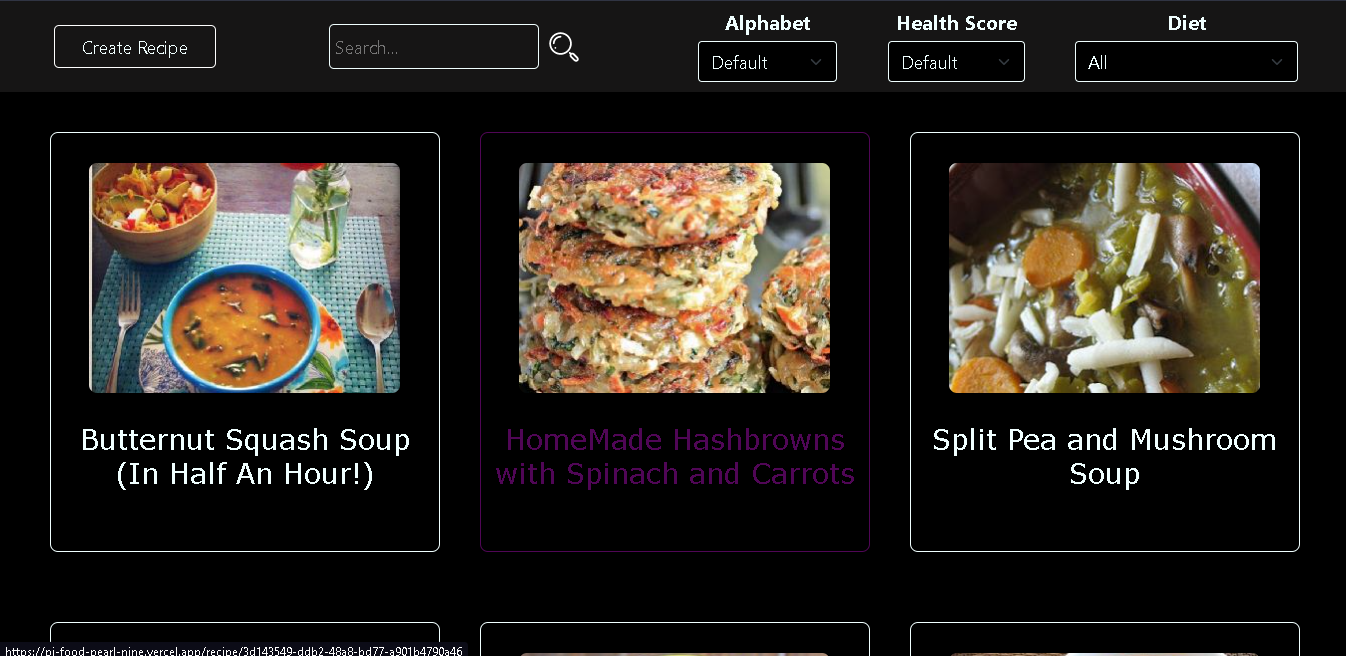 Create Recipe
Search...
Alphabet
Default
Health Score
Default
Diet
All
Butternut Squash Soup
(In Half An Hour!)
HomeMade Hashbrowns
with Spinach and Carrots
Split Pea and Mushroom
Soup
https://pi-food-pearl-nine.vercel.app/recipe/3d143549-ddb2-48a8-bd77-a901b4790a46